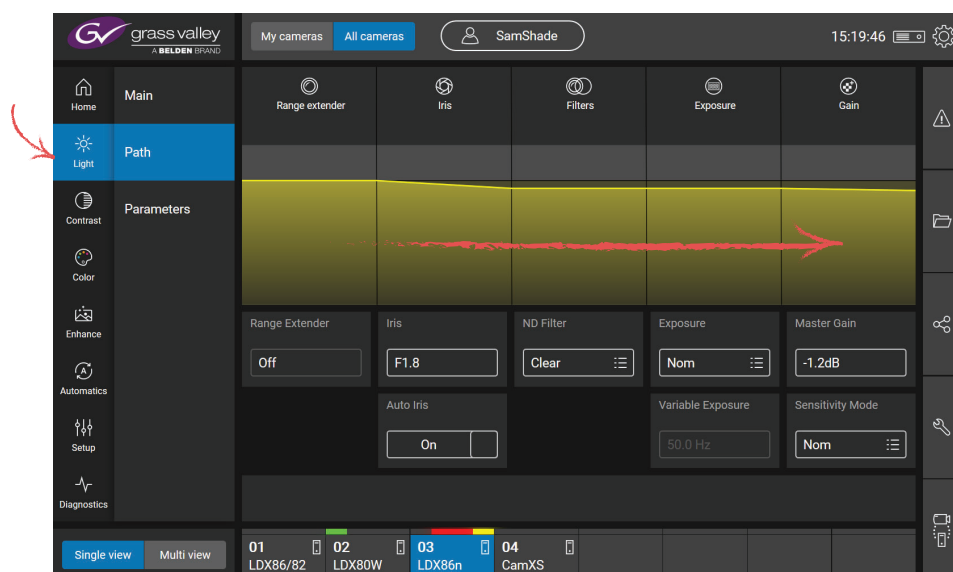 grass valley
A BELDEN BRAND
My cameras
All cameras
SamShade
15:19:46
Home
Main
Light
Path
Contrast
Parameters
Color
Enhance
Automatics
Setup
Diagnostics
Range extender
Iris
Filters
Exposure
Gain
Range Extender
Iris
ND Filter
Exposure
Master Gain
Off
F1.8
Clear
Nom
-1.2dB
Auto Iris
Variable Exposure
Sensitivity Mode
On
50.0 Hz
Nom
Single view
Multi view
01
LDX86/82
02
LDX80W
03
LDX86n
04
CamXS